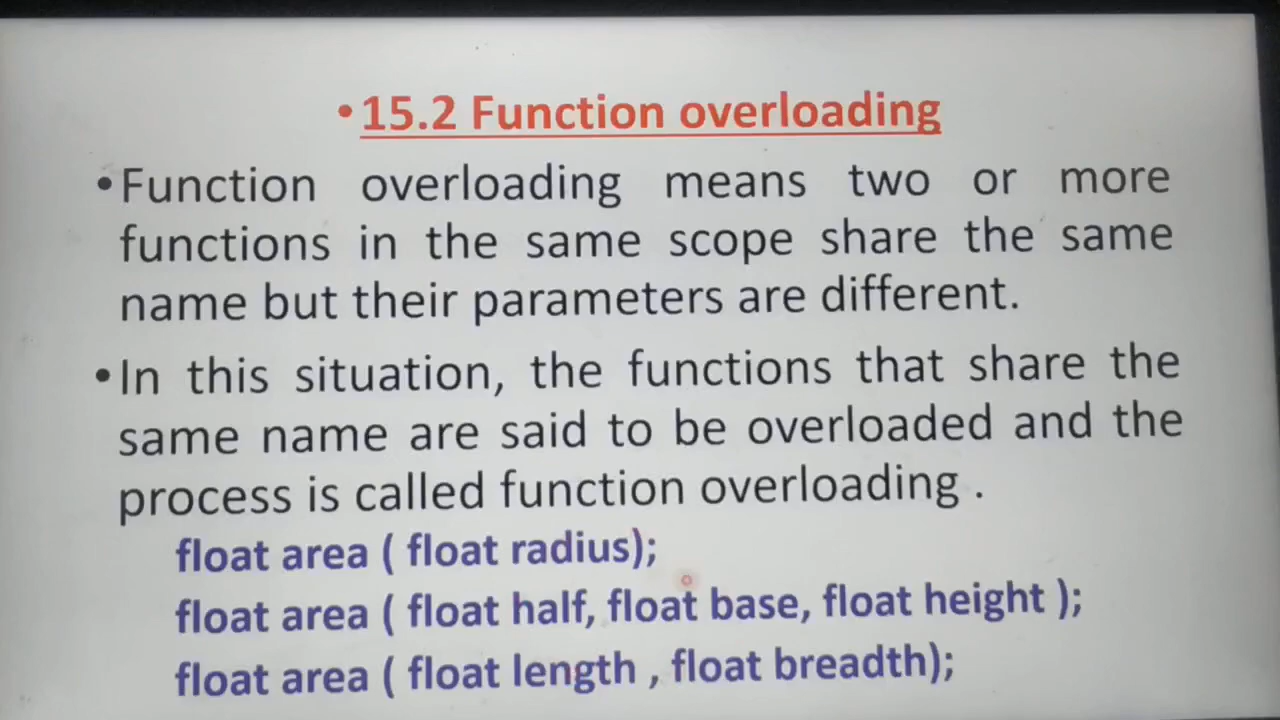 •15.2 Function overloading
•Function overloading means two or more
functions in the same scope share the same
name but their parameters are different.
•In this situation, the functions that share the
same name are said to be overloaded and the
process is called function overloading .
float area ( float radius);
float area ( float half, float base, float height );
float area ( float length , float breadth);